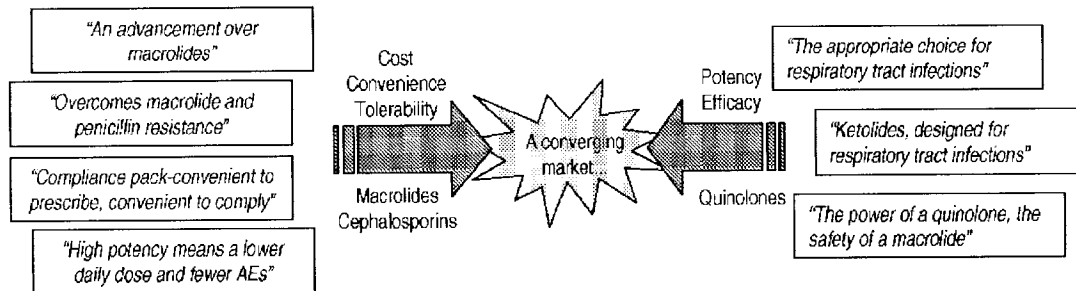 "An advancement over
macrolides"
"Overcomes macrolide and
penicillin resistance"
"Compliance pack-convenient to
prescribe, convenient to comply"
"High potency means a lower
daily dose and fewer AEs"
Cost
Convenience
Tolerability
Macrolides
Cephalosporins
A converging
market...
Potency
Efficacy
Quinolones
"The appropriate choice for
respiratory tract infections"
"Ketolides, designed for
respiratory tract infections"
"The power of a quinolone, the
safety of a macrolide"